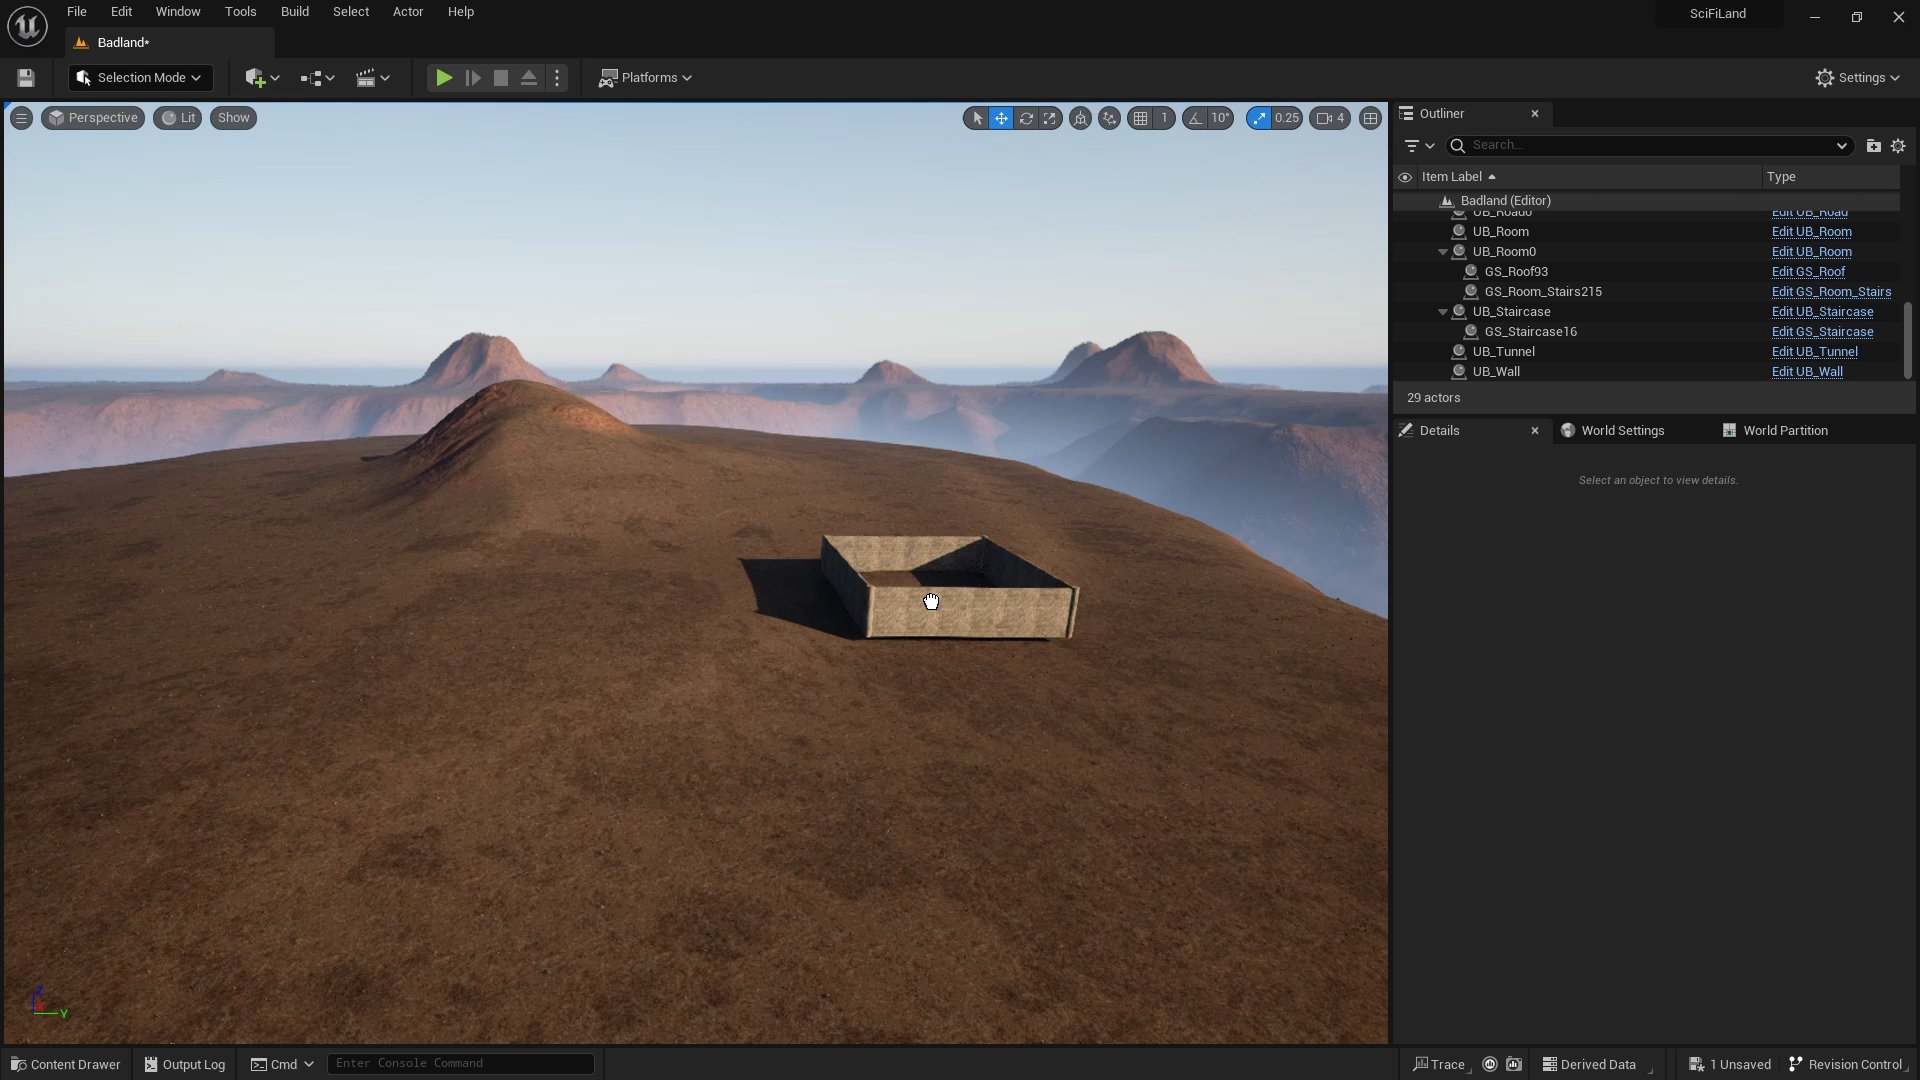 File Edit Window Tools Build Select Actor Help
SciFiLand
Badland*
Selection Mode
Platforms
Settings
Perspective Lit Show
1 10° 0.25 4
Outliner
Search...
Item Label Type
Badland (Editor)
UB_Road0 Edit UB_Road
UB_Room Edit UB_Room
UB_Room0 Edit UB_Room
GS_Roof93 Edit GS_Roof
GS_Room_Stairs215 Edit GS_Room_Stairs
UB_Staircase Edit UB_Staircase
GS_Staircase16 Edit GS_Staircase
UB_Tunnel Edit UB_Tunnel
UB_Wall Edit UB_Wall
29 actors
Details World Settings World Partition
Select an object to view details.
Z
X
Y
Content Drawer Output Log Cmd Enter Console Command
Trace Derived Data 1 Unsaved Revision Control